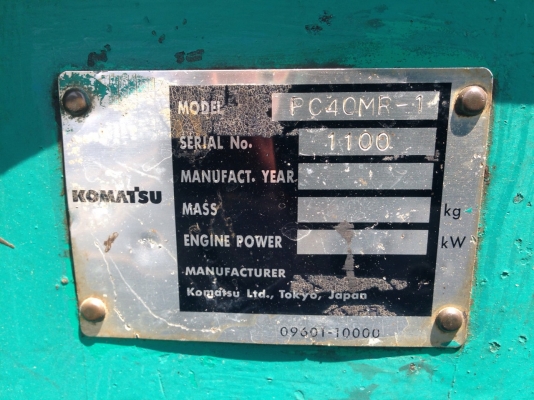 MODEL PC40MR-1
SERIAL No. 1100
MANUFACT. YEAR
KOMATSU
MASS kg
ENGINE POWER kW
MANUFACTURER
Komatsu Ltd., Tokyo, Japan
09601-10000